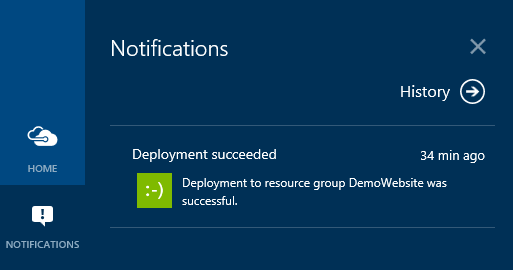 Notifications
History
HOME
Deployment succeeded
34 min ago
:-)
Deployment to resource group DemoWebsite was
successful.
NOTIFICATIONS